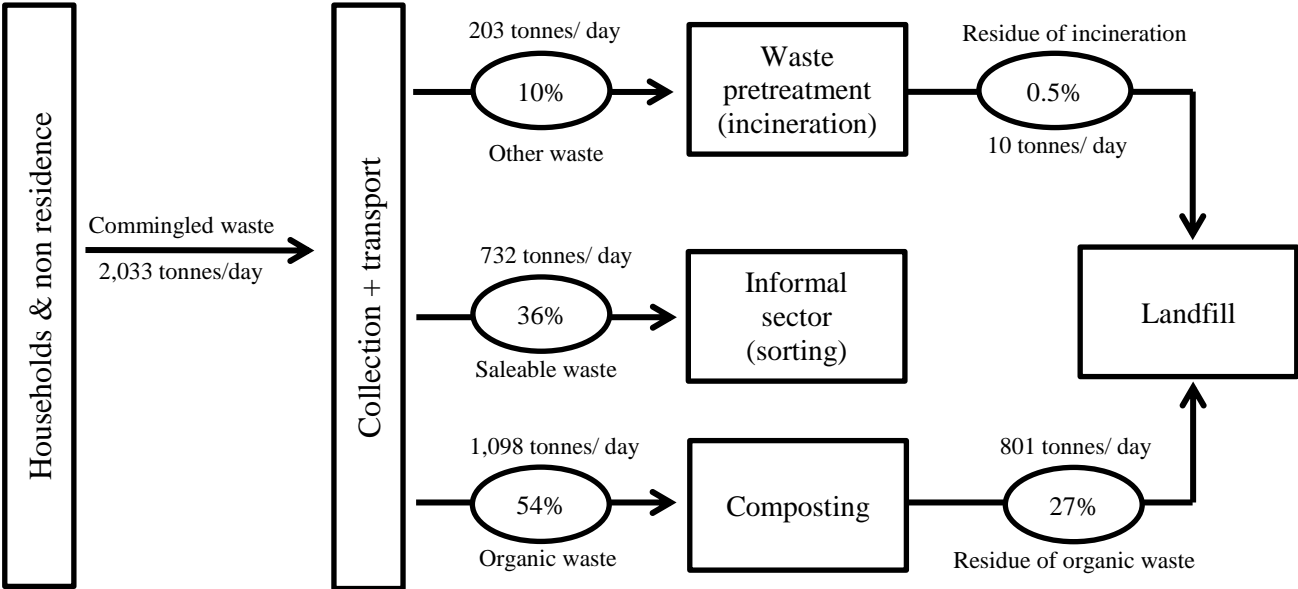 Households & non residence
Commingled waste
2,033 tonnes/day
Collection + transport
203 tonnes/ day
10%
Other waste
Waste
pretreatment
(incineration)
Residue of incineration
0.5%
10 tonnes/ day
732 tonnes/ day
36%
Saleable waste
Informal
sector
(sorting)
Landfill
1,098 tonnes/ day
54%
Organic waste
Composting
801 tonnes/ day
27%
Residue of organic waste